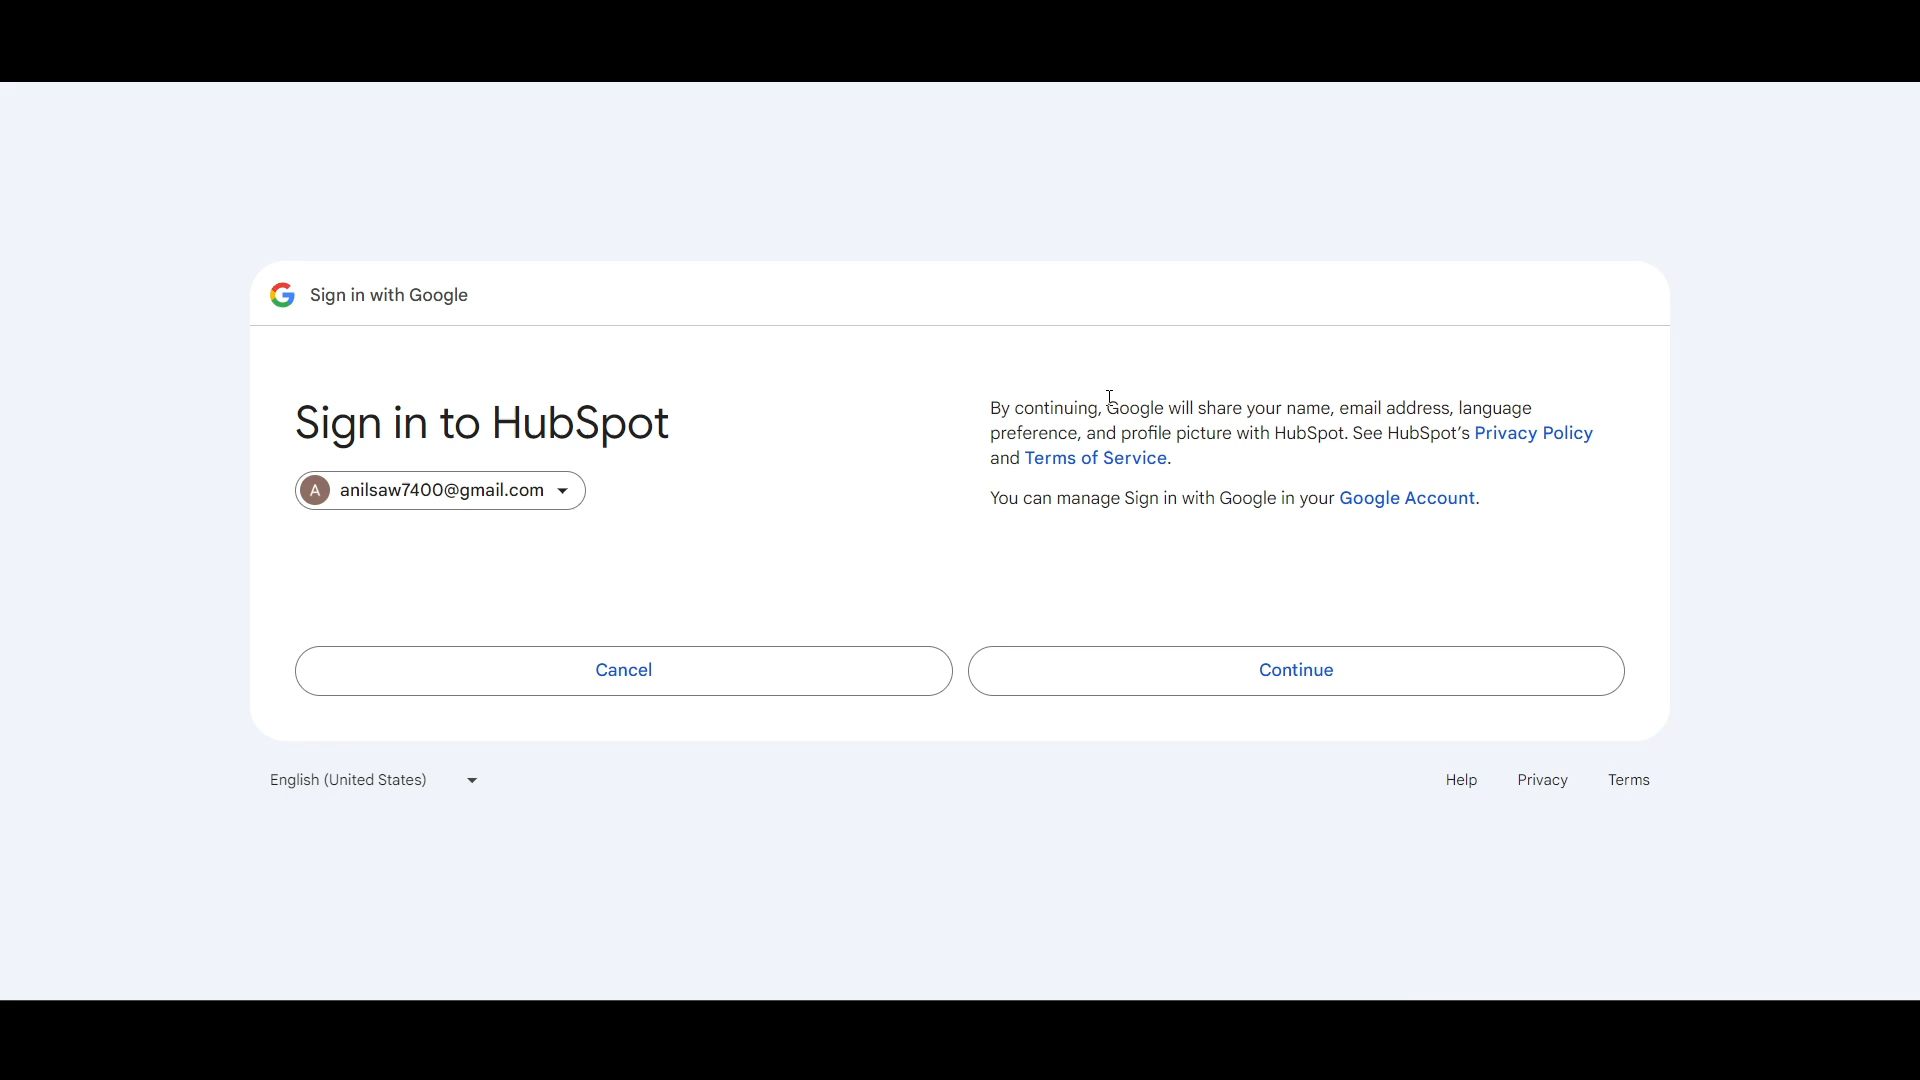 Sign in with Google
Sign in to HubSpot
A anilsaw7400@gmail.com
By continuing, Google will share your name, email address, language
preference, and profile picture with HubSpot. See HubSpot’s Privacy Policy
and Terms of Service.
You can manage Sign in with Google in your Google Account.
Cancel
Continue
English (United States)
Help
Privacy
Terms